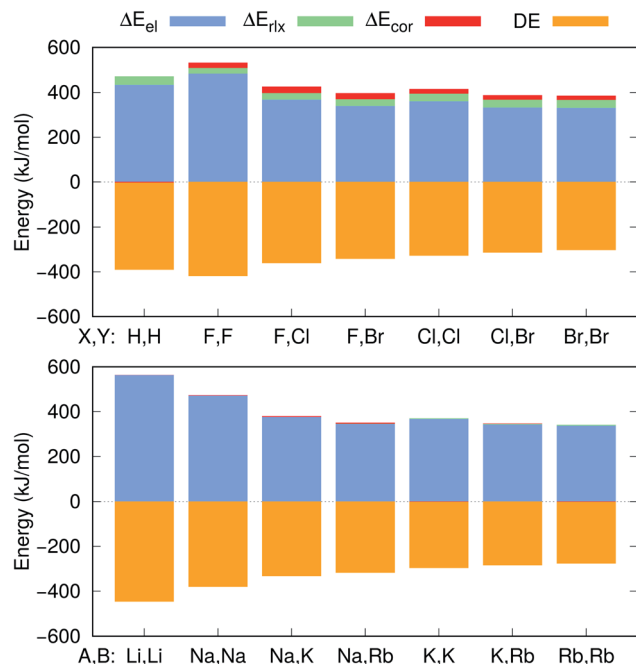 ΔE_el ΔE_rlx ΔE_cor DE
Energy (kJ/mol)
600
400
200
0
−200
−400
−600
X,Y: H,H F,F F,Cl F,Br Cl,Cl Cl,Br Br,Br
Energy (kJ/mol)
600
400
200
0
−200
−400
−600
A,B: Li,Li Na,Na Na,K Na,Rb K,K K,Rb Rb,Rb